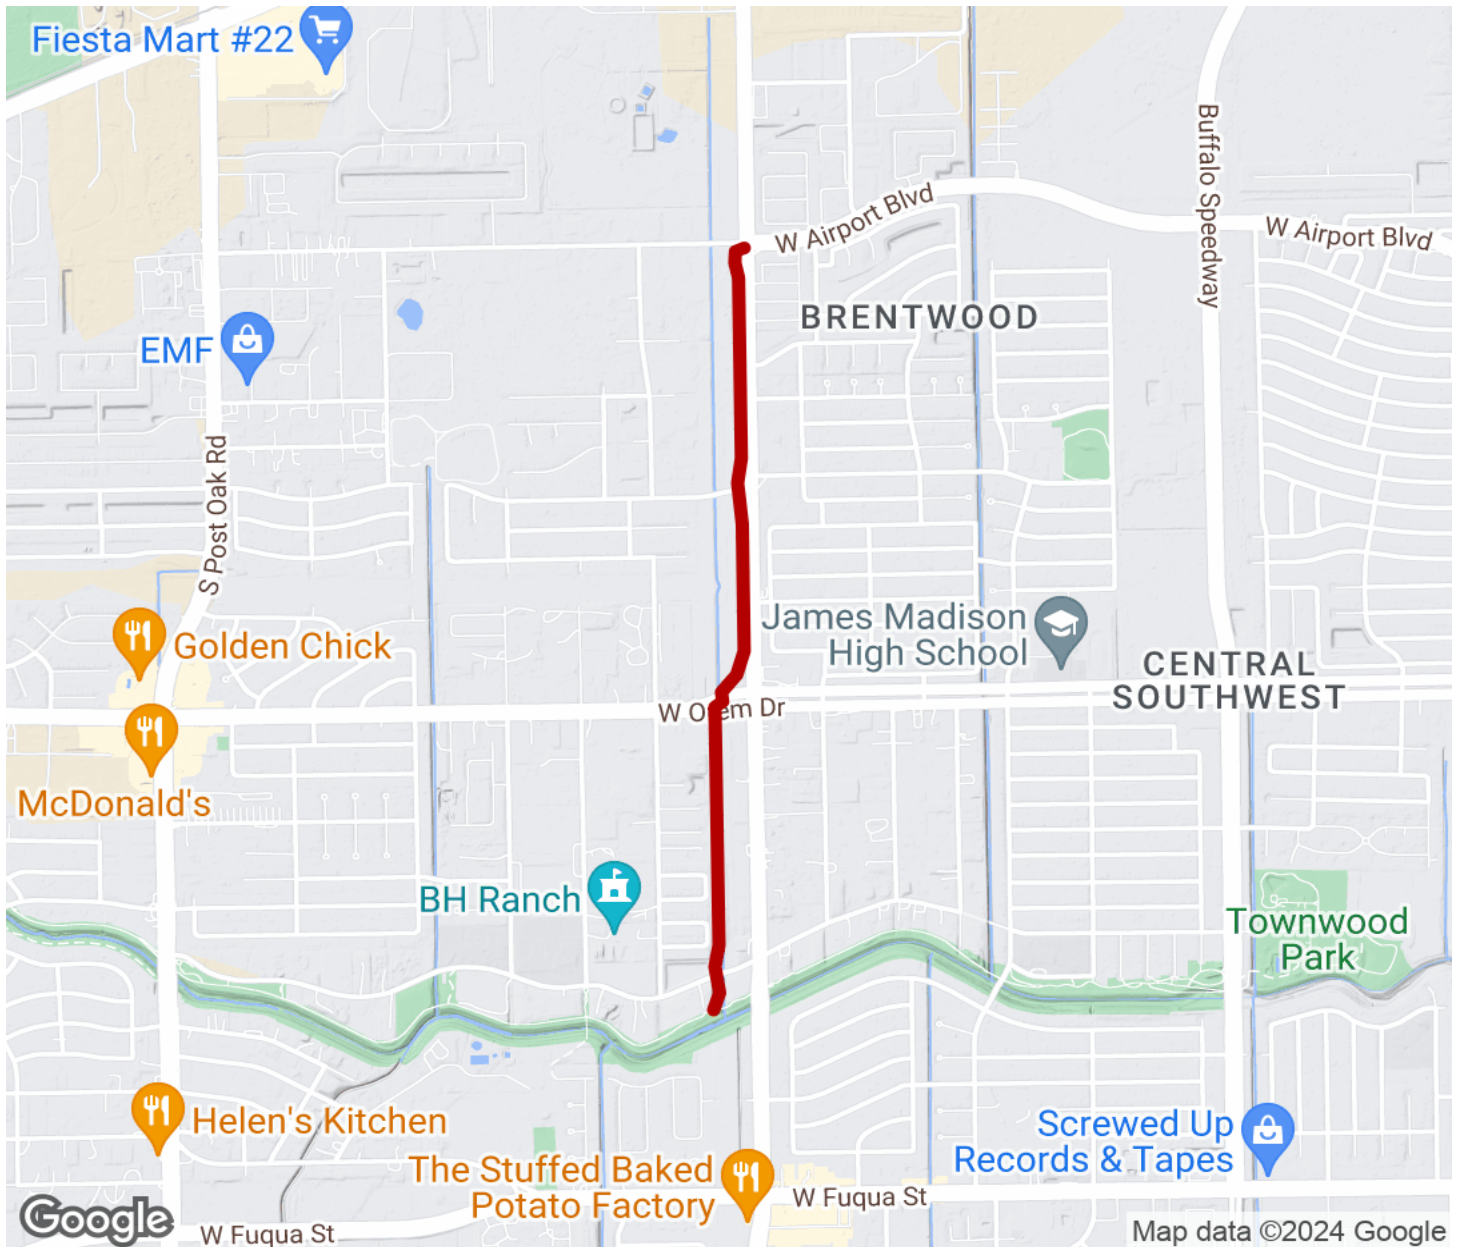 Fiesta Mart #22
Buffalo Speedway
W Airport Blvd
W Airport Blvd
BRENTWOOD
EMF
S Post Oak Rd
James Madison
High School
Golden Chick
CENTRAL
SOUTHWEST
W Orem Dr
McDonald's
BH Ranch
Townwood
Park
Helen's Kitchen
Screwed Up
Records & Tapes
The Stuffed Baked
Potato Factory
W Fuqua St
W Fuqua St
Google
Map data ©2024 Google